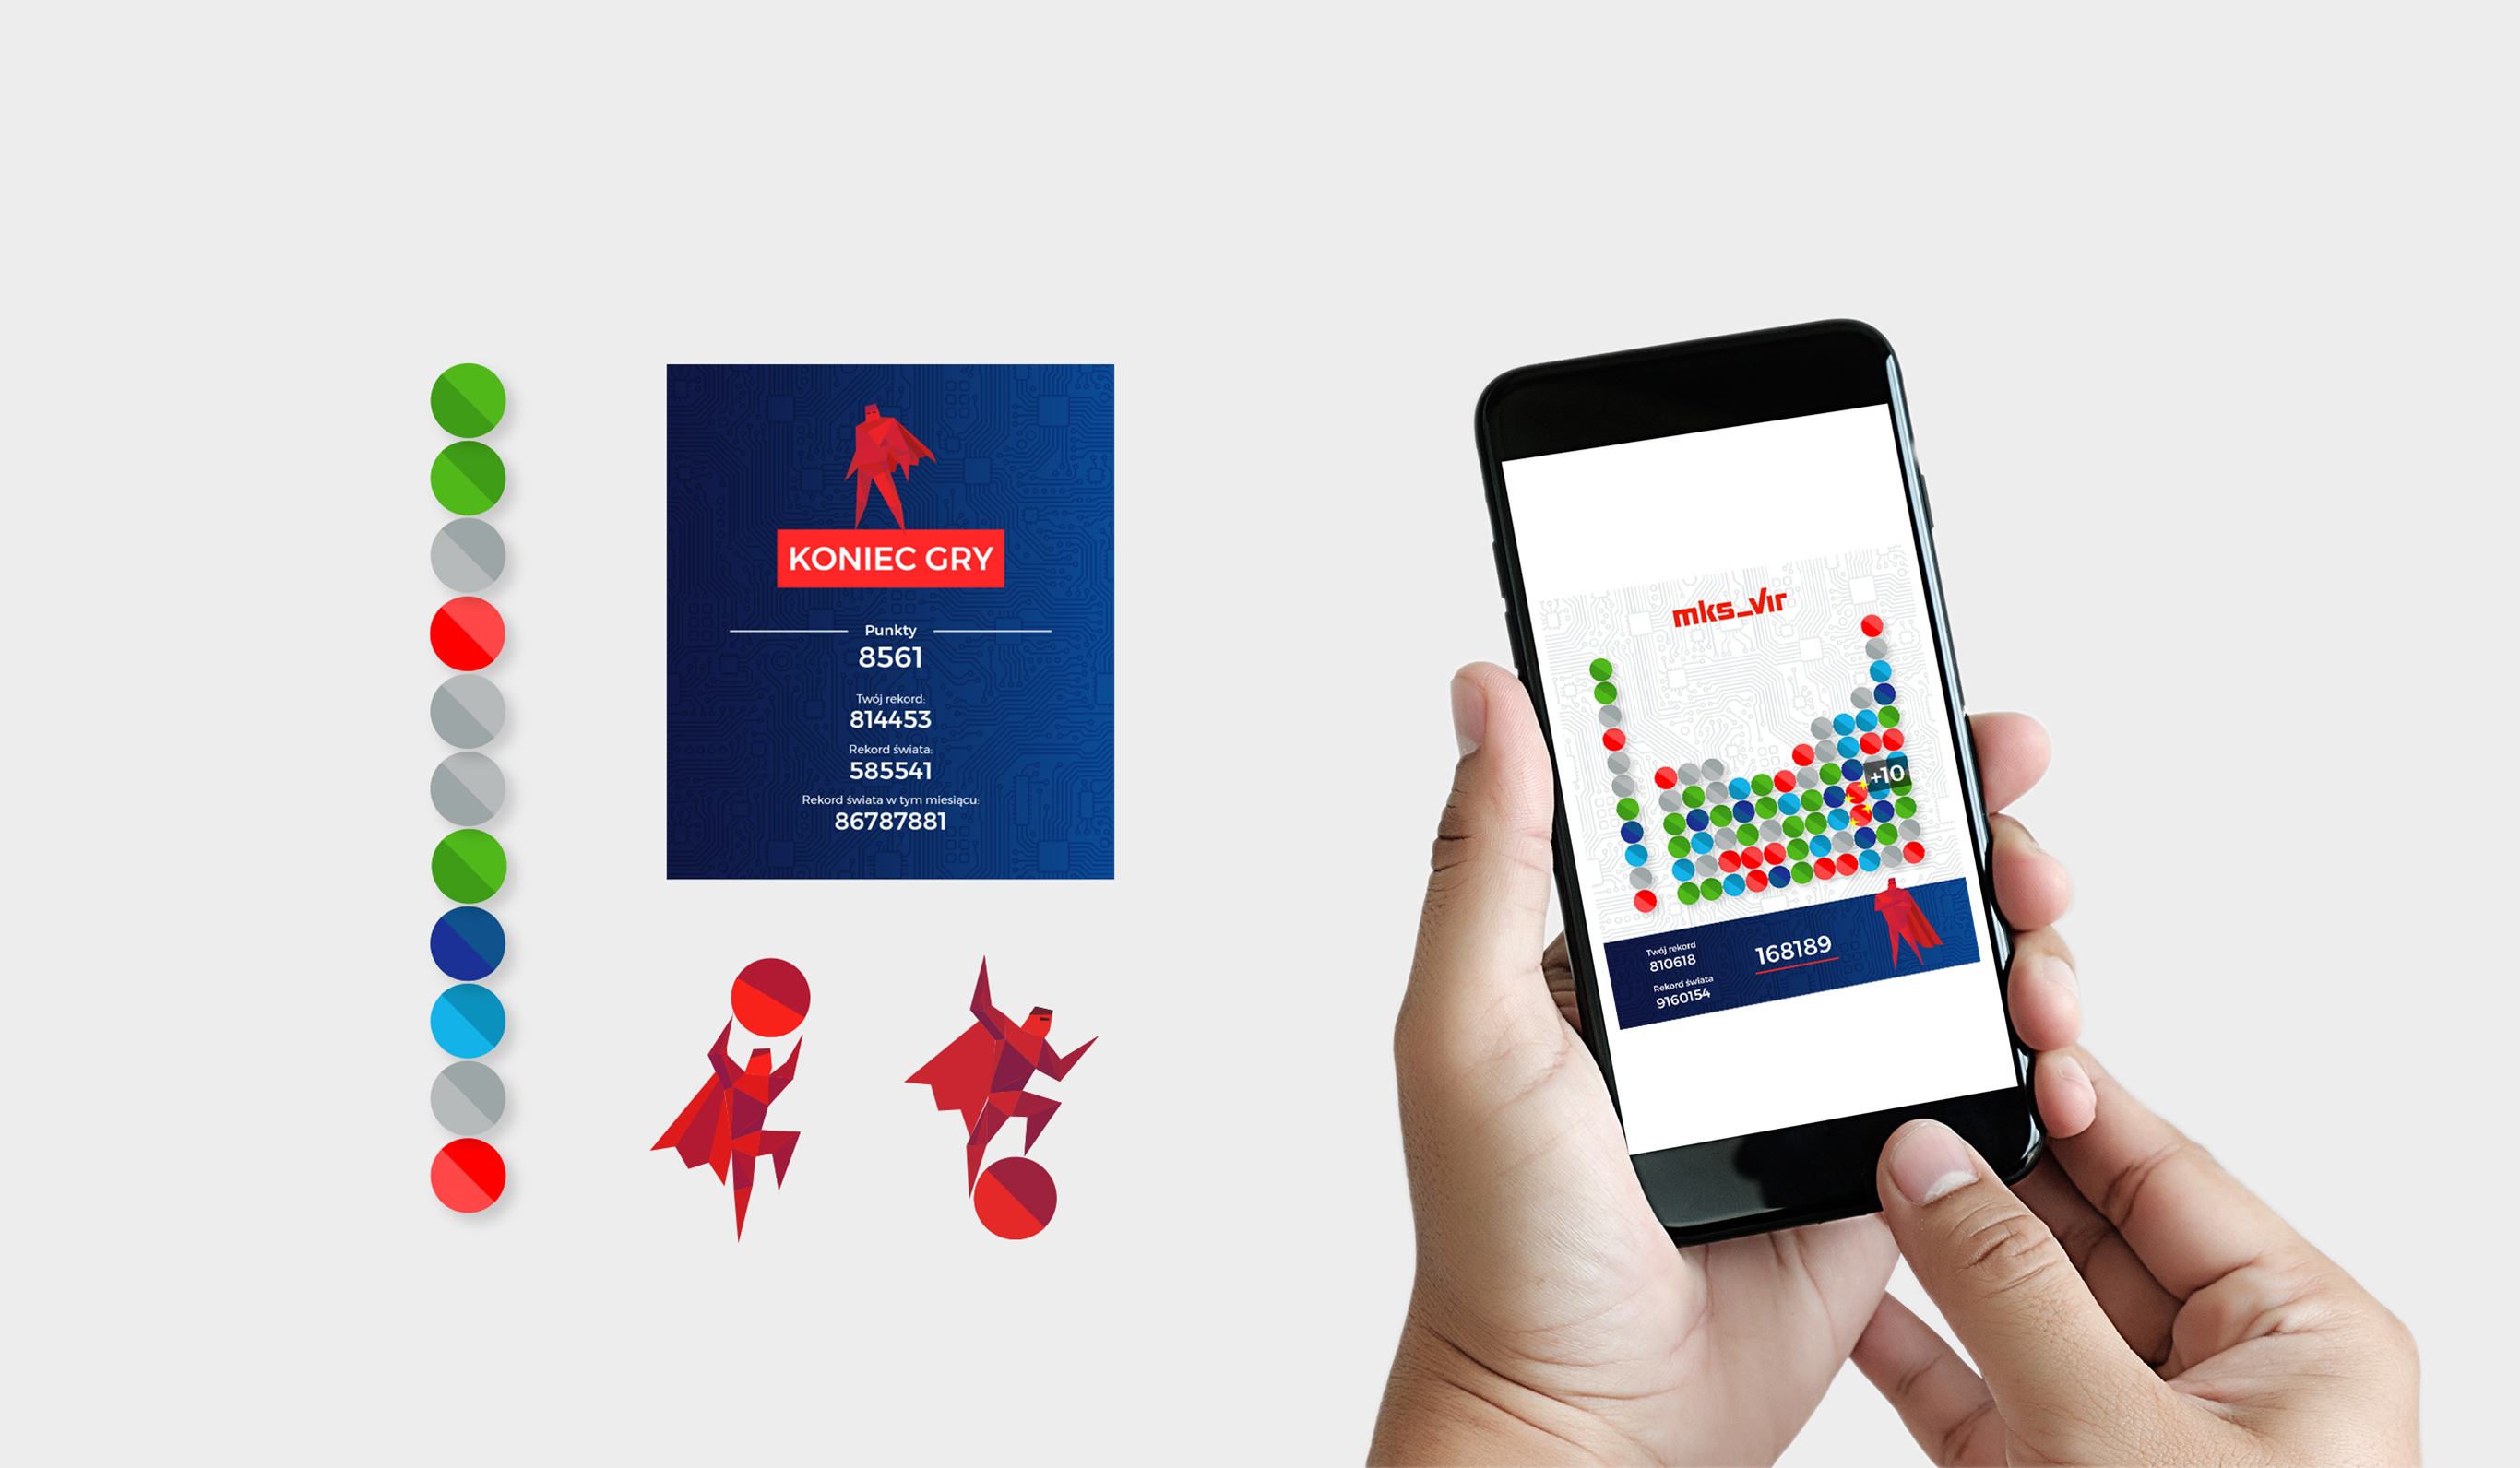 KONIEC GRY
Punkty
8561
Twój rekord:
814453
Rekord świata:
585541
Rekord świata w tym miesiącu:
86787881
mks_vir
+10
Twój rekord
810618
Rekord świata
9160154
168189